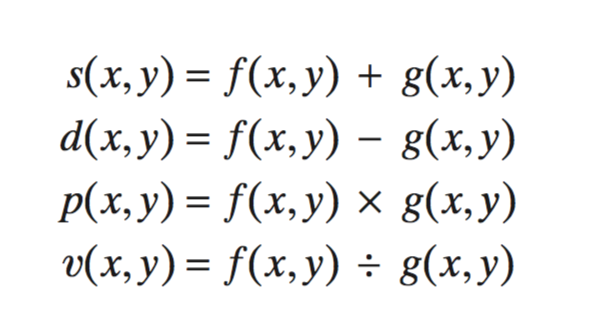 s(x, y) = f(x, y) + g(x, y)
d(x, y) = f(x, y) − g(x, y)
p(x, y) = f(x, y) × g(x, y)
v(x, y) = f(x, y) ÷ g(x, y)